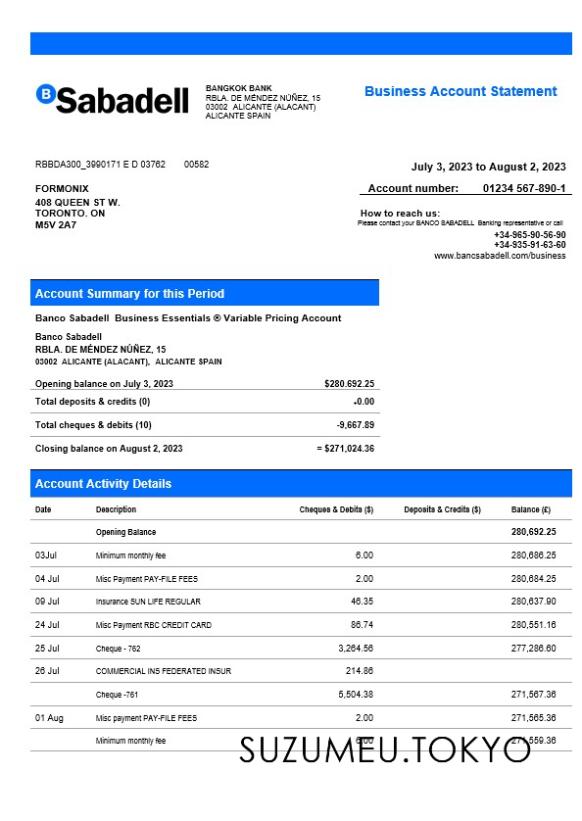 B Sabadell
BANGKOK BANK
RBLA. DE MÉNDEZ NÚÑEZ, 15
03002 ALICANTE (ALACANT)
ALICANTE SPAIN
Business Account Statement
RBBDA300_3990171 E D 03762 00582
July 3, 2023 to August 2, 2023
Account number: 01234 567-890-1
FORMONIX
408 QUEEN ST W.
TORONTO. ON
M5V 2A7
How to reach us:
Please contact your BANCO SABADELL Banking representative or call
+34-965-90-56-90
+34-935-91-63-60
www.bancsabadell.com/business
Account Summary for this Period
Banco Sabadell Business Essentials ® Variable Pricing Account
Banco Sabadell
RBLA. DE MÉNDEZ NÚÑEZ, 15
03002 ALICANTE (ALACANT), ALICANTE SPAIN
Opening balance on July 3, 2023 $280.692.25
Total deposits & credits (0) -0.00
Total cheques & debits (10) -9,667.89
Closing balance on August 2, 2023 = $271,024.36
Account Activity Details
Date Description Cheques & Debits ($) Deposits & Credits ($) Balance (£)
Opening Balance 280,692.25
03Jul Minimum monthly fee 6.00 280,686.25
04 Jul Misc Payment PAY-FILE FEES 2.00 280,684.25
09 Jul Insurance SUN LIFE REGULAR 46.35 280,637.90
24 Jul Misc Payment RBC CREDIT CARD 86.74 280,551.16
25 Jul Cheque - 762 3,264.56 277,286.60
26 Jul COMMERCIAL INS FEDERATED INSUR 214.86
Cheque -761 5,504.38 271,567.36
01 Aug Misc payment PAY-FILE FEES 2.00 271,565.36
Minimum monthly fee 6.00 271,559.36
SUZUMEU.TOKYO